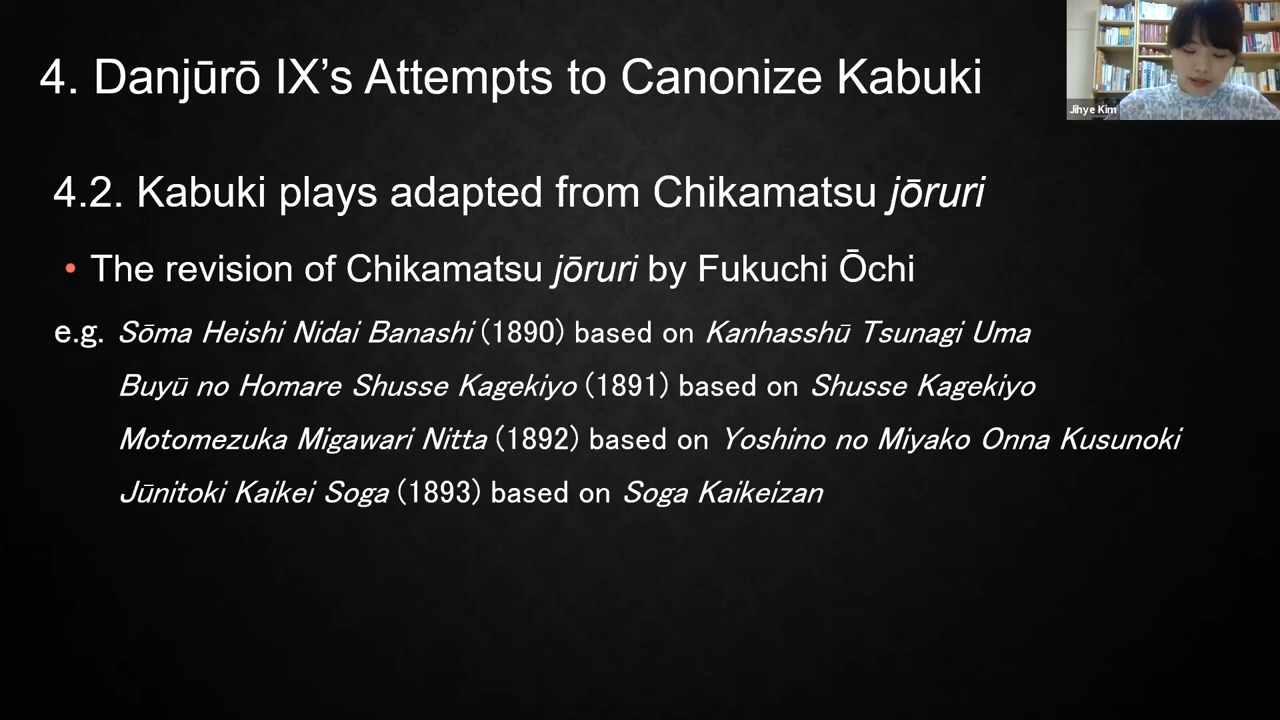 4. Danjūrō IX’s Attempts to Canonize Kabuki
Jihye Kim
4.2. Kabuki plays adapted from Chikamatsu jōruri
• The revision of Chikamatsu jōruri by Fukuchi Ōchi
e.g. Sōma Heishi Nidai Banashi (1890) based on Kanhasshū Tsunagi Uma
Buyū no Homare Shusse Kagekiyo (1891) based on Shusse Kagekiyo
Motomezuka Migawari Nitta (1892) based on Yoshino no Miyako Onna Kusunoki
Jūnitoki Kaikei Soga (1893) based on Soga Kaikeizan